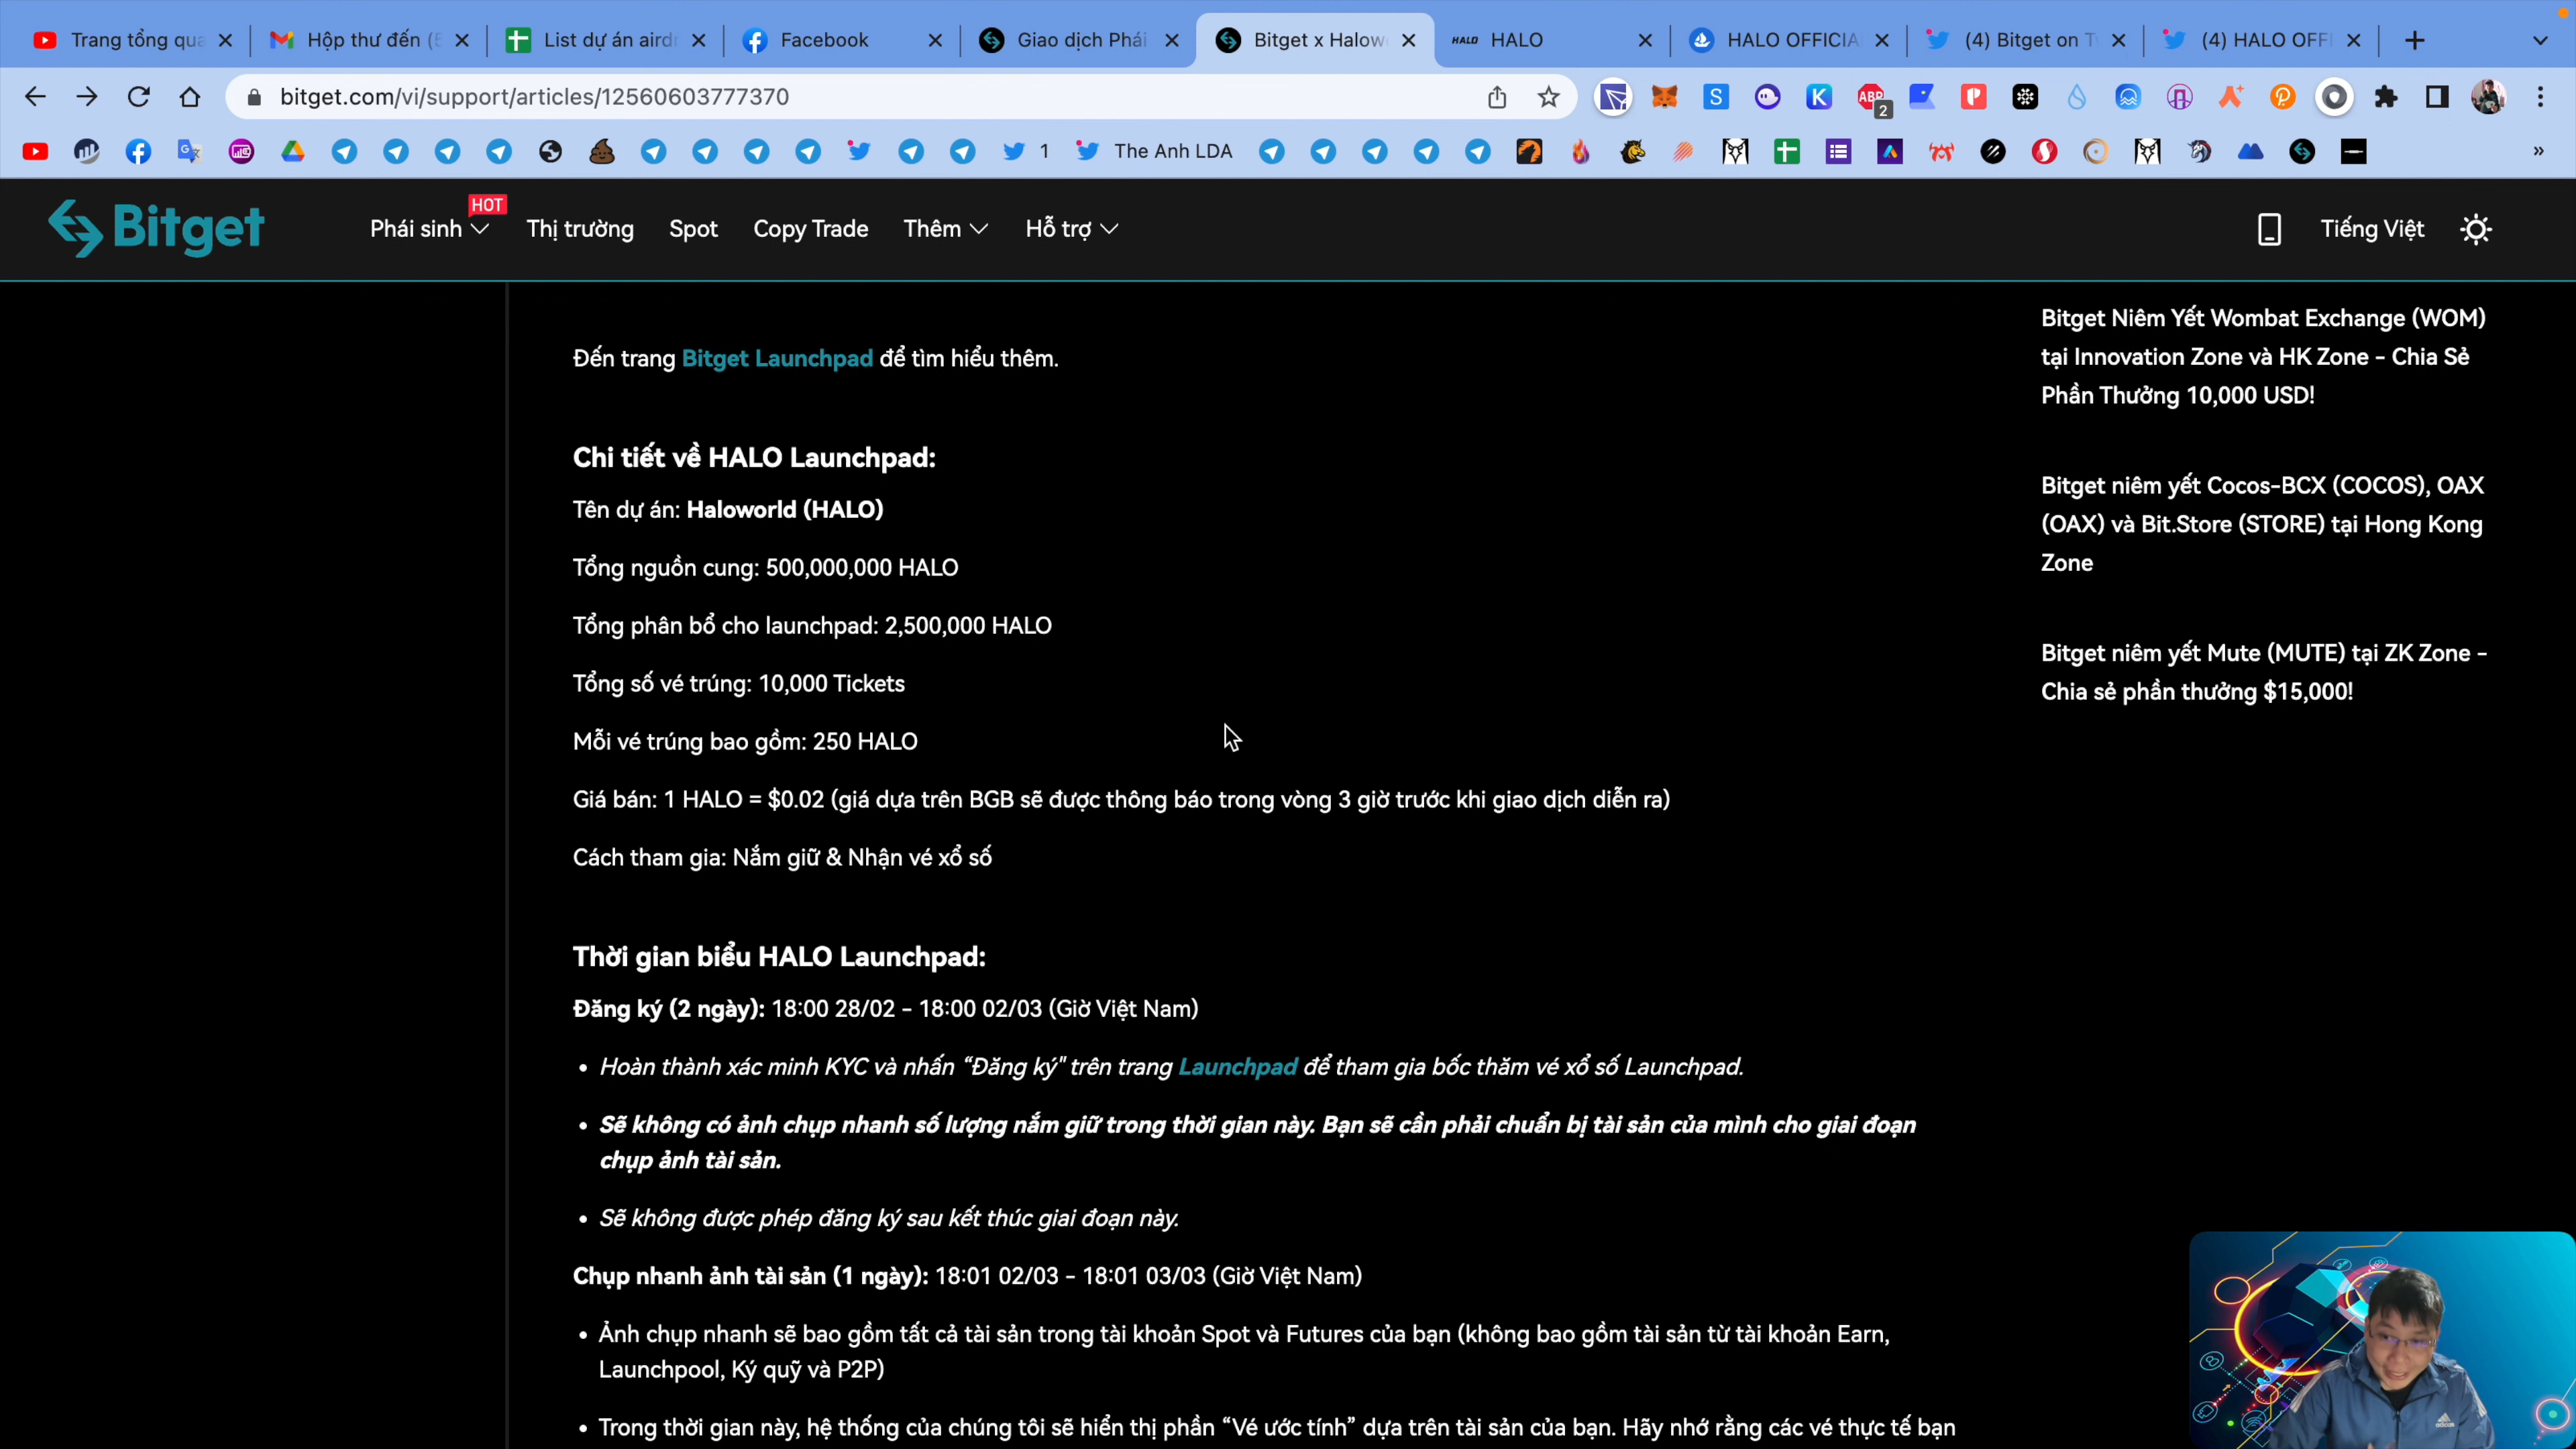 Trang tổng qua
Hộp thư đến (5
List dự án aird
Facebook
Giao dịch Phái
Bitget x Halow
HALO HALO
HALO OFFICIA
(4) Bitget on T
(4) HALO OFF
bitget.com/vi/support/articles/12560603777370
S
K
ABP
2
1
The Anh LDA
Bitget
Phái sinh
HOT
Thị trường
Spot
Copy Trade
Thêm
Hỗ trợ
Tiếng Việt
Đến trang Bitget Launchpad để tìm hiểu thêm.
Chi tiết về HALO Launchpad:
Tên dự án: Haloworld (HALO)
Tổng nguồn cung: 500,000,000 HALO
Tổng phân bổ cho launchpad: 2,500,000 HALO
Tổng số vé trúng: 10,000 Tickets
Mỗi vé trúng bao gồm: 250 HALO
Giá bán: 1 HALO = $0.02 (giá dựa trên BGB sẽ được thông báo trong vòng 3 giờ trước khi giao dịch diễn ra)
Cách tham gia: Nắm giữ & Nhận vé xổ số
Thời gian biểu HALO Launchpad:
Đăng ký (2 ngày): 18:00 28/02 - 18:00 02/03 (Giờ Việt Nam)
• Hoàn thành xác minh KYC và nhấn “Đăng ký" trên trang Launchpad để tham gia bốc thăm vé xổ số Launchpad.
• Sẽ không có ảnh chụp nhanh số lượng nắm giữ trong thời gian này. Bạn sẽ cần phải chuẩn bị tài sản của mình cho giai đoạn
chụp ảnh tài sản.
• Sẽ không được phép đăng ký sau kết thúc giai đoạn này.
Chụp nhanh ảnh tài sản (1 ngày): 18:01 02/03 - 18:01 03/03 (Giờ Việt Nam)
• Ảnh chụp nhanh sẽ bao gồm tất cả tài sản trong tài khoản Spot và Futures của bạn (không bao gồm tài sản từ tài khoản Earn,
Launchpool, Ký quỹ và P2P)
• Trong thời gian này, hệ thống của chúng tôi sẽ hiển thị phần “Vé ước tính” dựa trên tài sản của bạn. Hãy nhớ rằng các vé thực tế bạn
Bitget Niêm Yết Wombat Exchange (WOM)
tại Innovation Zone và HK Zone - Chia Sẻ
Phần Thưởng 10,000 USD!
Bitget niêm yết Cocos-BCX (COCOS), OAX
(OAX) và Bit.Store (STORE) tại Hong Kong
Zone
Bitget niêm yết Mute (MUTE) tại ZK Zone -
Chia sẻ phần thưởng $15,000!